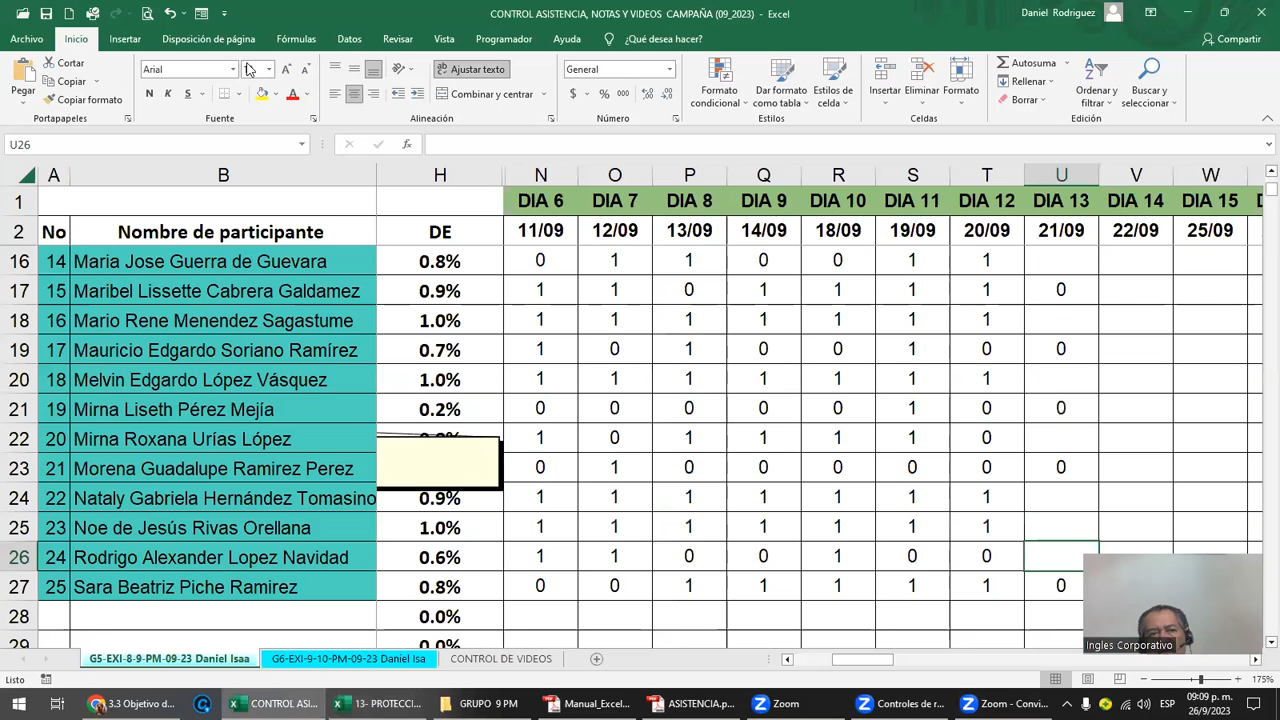 CONTROL ASISTENCIA, NOTAS Y VIDEOS CAMPAÑA (09_2023) - Excel
Daniel Rodriguez
Archivo Inicio Insertar Disposición de página Fórmulas Datos Revisar Vista Programador Ayuda ¿Qué desea hacer? Compartir
Pegar
Cortar
Copiar
Copiar formato
Portapapeles
Arial
N K S
Fuente
Ajustar texto
Combinar y centrar
Alineación
General
$ % 000
Número
Formato condicional
Dar formato como tabla
Estilos de celda
Estilos
Insertar
Eliminar
Formato
Celdas
Autosuma
Rellenar
Borrar
Ordenar y filtrar
Buscar y seleccionar
Edición
U26
A B H N O P Q R S T U V W
1 DIA 6 DIA 7 DIA 8 DIA 9 DIA 10 DIA 11 DIA 12 DIA 13 DIA 14 DIA 15
2 No Nombre de participante DE 11/09 12/09 13/09 14/09 18/09 19/09 20/09 21/09 22/09 25/09
16 14 Maria Jose Guerra de Guevara 0.8% 0 1 1 0 0 1 1
17 15 Maribel Lissette Cabrera Galdamez 0.9% 1 1 0 1 1 1 1 0
18 16 Mario Rene Menendez Sagastume 1.0% 1 1 1 1 1 1 1
19 17 Mauricio Edgardo Soriano Ramírez 0.7% 1 0 1 0 0 1 0 0
20 18 Melvin Edgardo López Vásquez 1.0% 1 1 1 1 1 1 1
21 19 Mirna Liseth Pérez Mejía 0.2% 0 0 0 0 0 1 0 0
22 20 Mirna Roxana Urías López 1 0 1 1 1 1 0
23 21 Morena Guadalupe Ramirez Perez 0 1 0 0 0 0 0 0
24 22 Nataly Gabriela Hernández Tomasino 0.9% 1 1 1 1 1 1 1
25 23 Noe de Jesús Rivas Orellana 1.0% 1 1 1 1 1 1 1
26 24 Rodrigo Alexander Lopez Navidad 0.6% 1 1 0 0 1 0 0
27 25 Sara Beatriz Piche Ramirez 0.8% 0 0 1 1 1 1 1 0
28 0.0%
29 0.0%
Ingles Corporativo
G5-EXI-8-9-PM-09-23 Daniel Isaa G6-EXI-9-10-PM-09-23 Daniel Isa CONTROL DE VIDEOS
Listo
175%
3.3 Objetivo d... CONTROL ASI... 13- PROTECCI... GRUPO 9 PM Manual_Excel... ASISTENCIA.p... Zoom Controles de r... Zoom - Convi... ESP
09:09 p. m.
26/9/2023